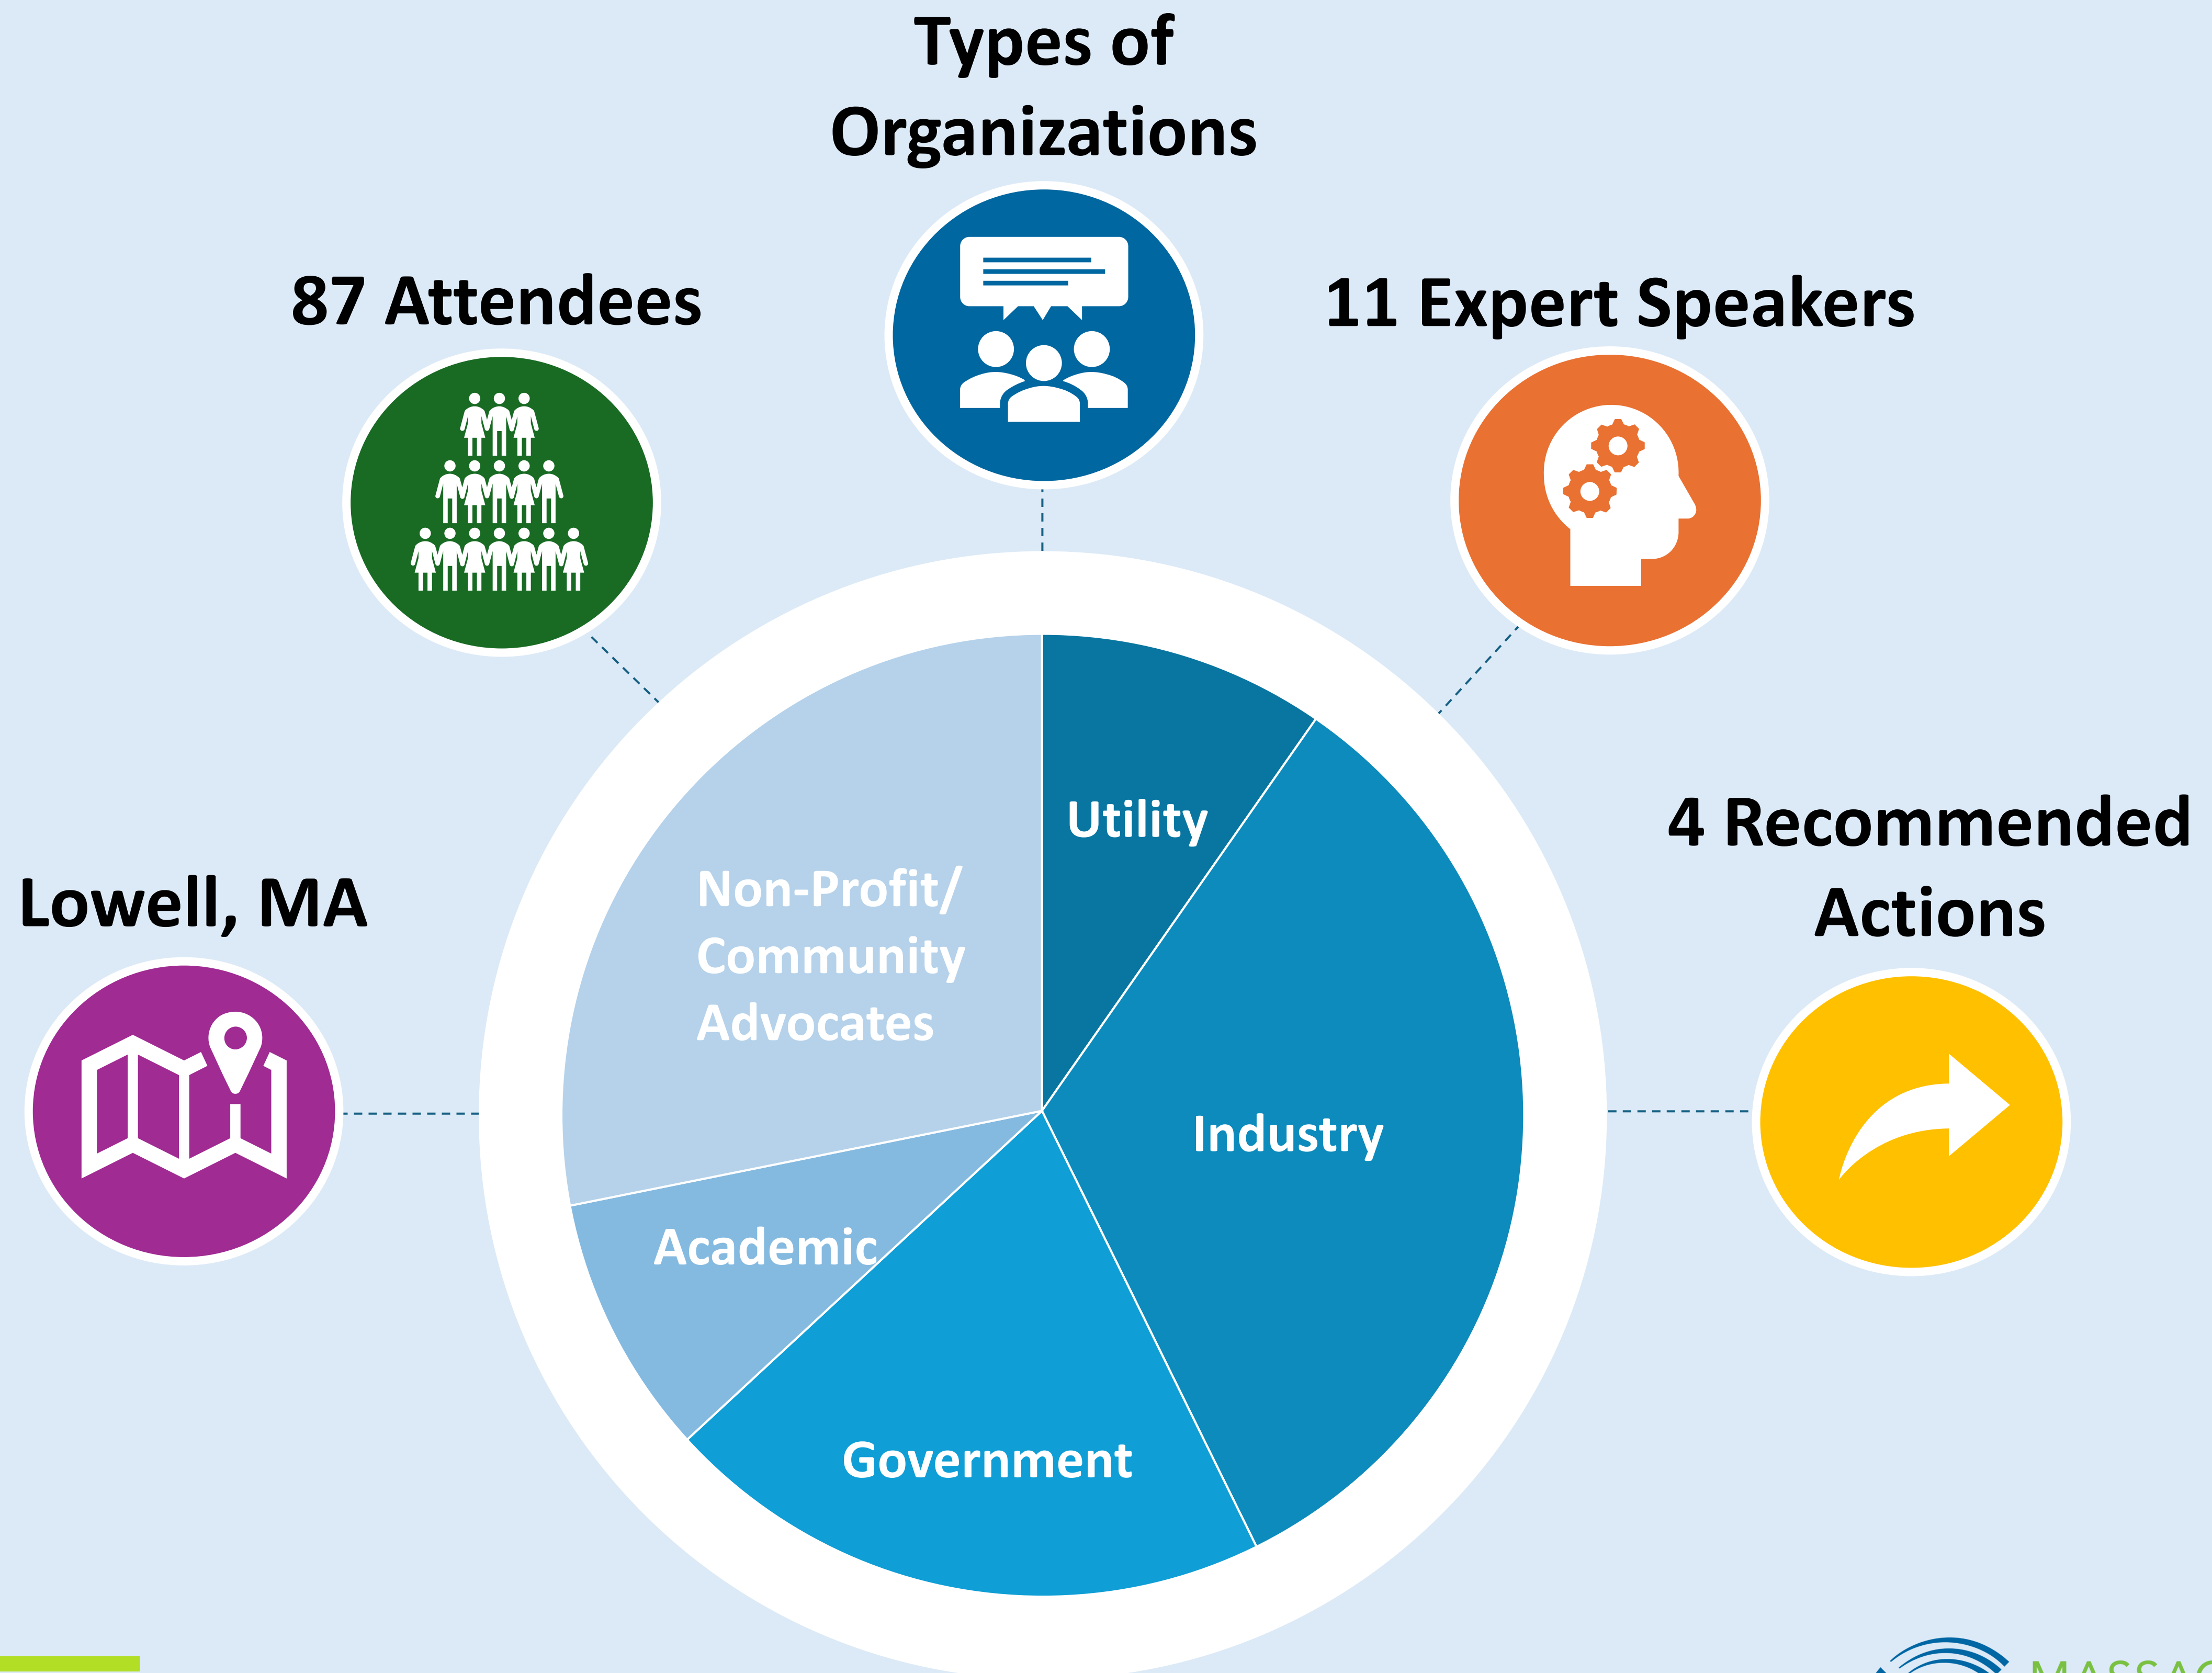 Types of
Organizations
87 Attendees
11 Expert Speakers
4 Recommended
Actions
Lowell, MA
Utility
Non-Profit/
Community
Advocates
Industry
Academic
Government